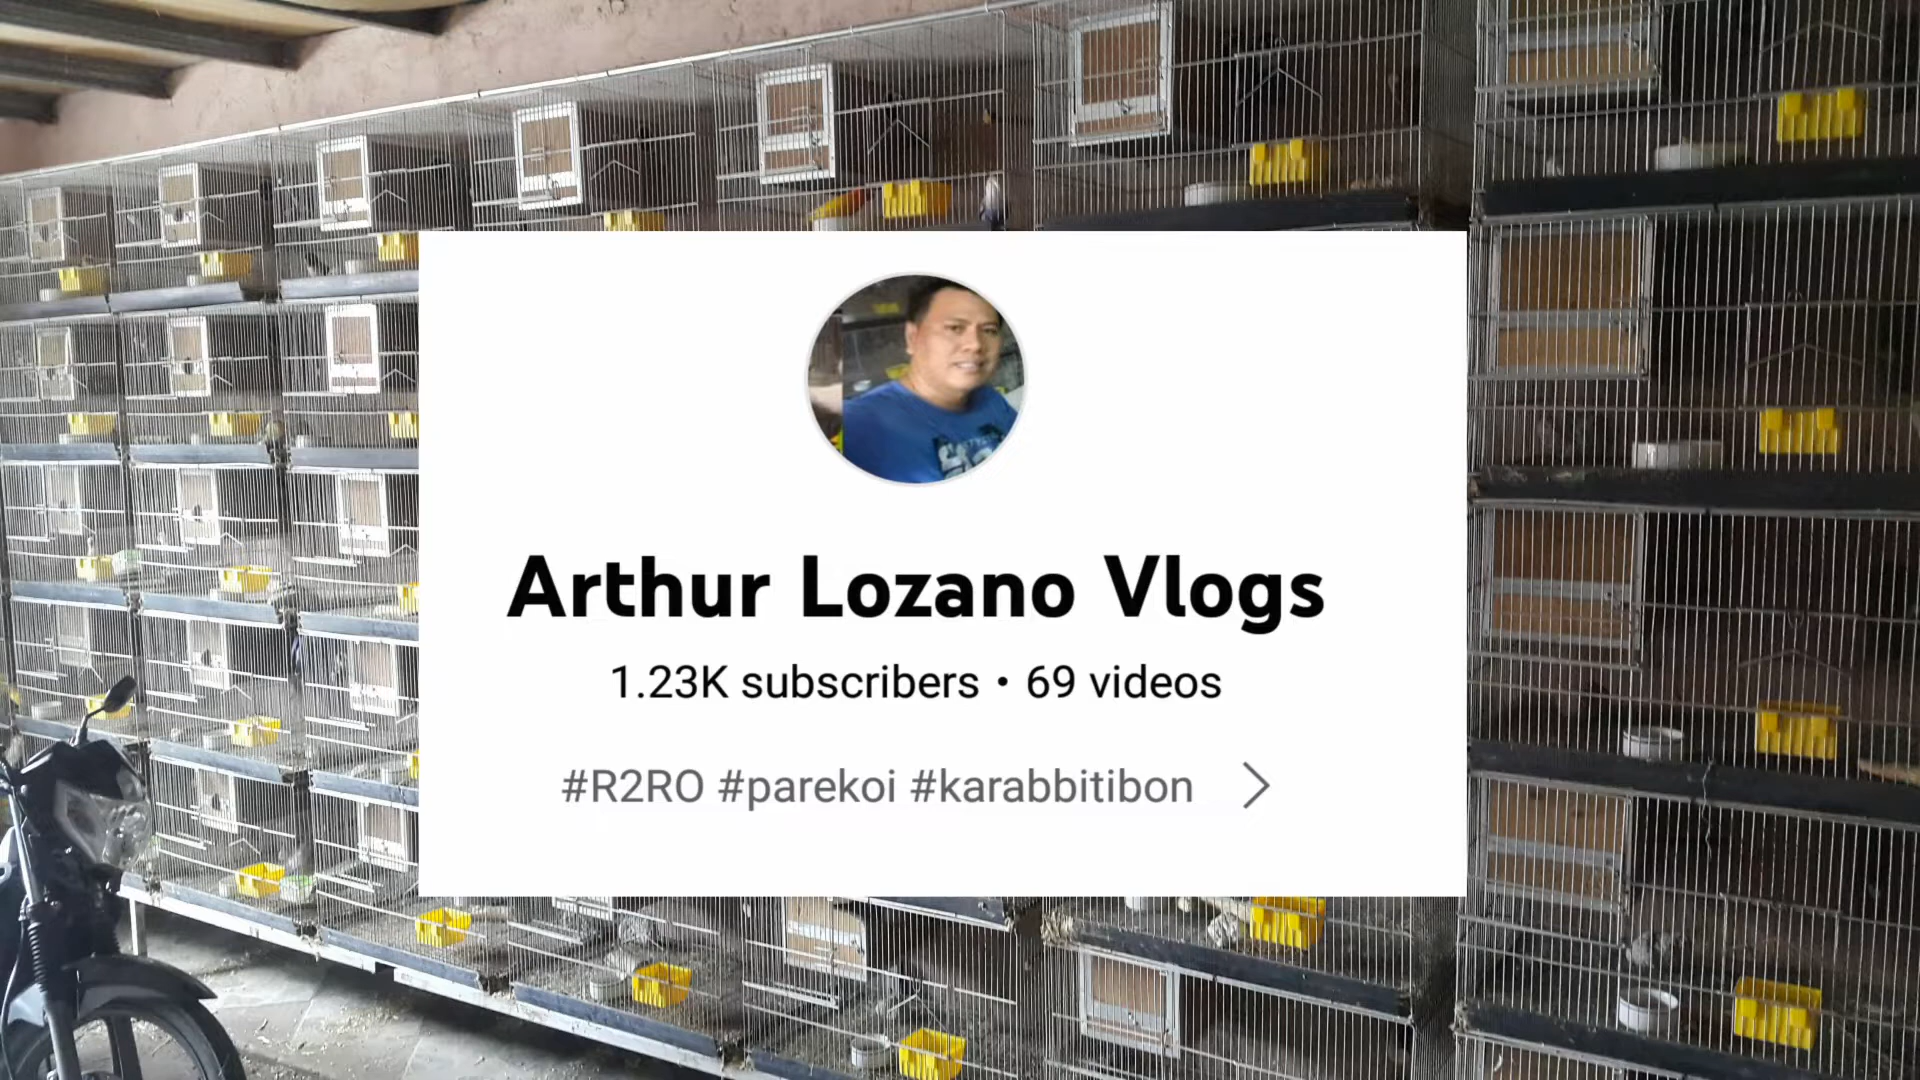 Arthur Lozano Vlogs
1.23K subscribers • 69 videos
#R2RO #parekoi #karabbitibon